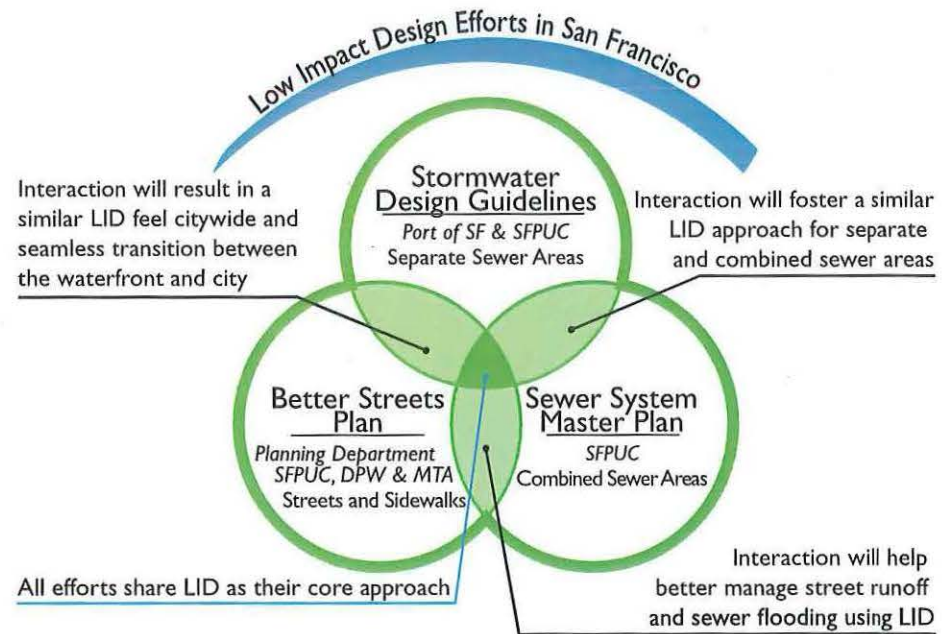 Low Impact Design Efforts in San Francisco
Stormwater
Design Guidelines
Port of SF & SFPUC
Separate Sewer Areas
Interaction will result in a
similar LID feel citywide and
seamless transition between
the waterfront and city
Interaction will foster a similar
LID approach for separate
and combined sewer areas
Better Streets
Plan
Planning Department
SFPUC, DPW & MTA
Streets and Sidewalks
Sewer System
Master Plan
SFPUC
Combined Sewer Areas
All efforts share LID as their core approach
Interaction will help
better manage street runoff
and sewer flooding using LID